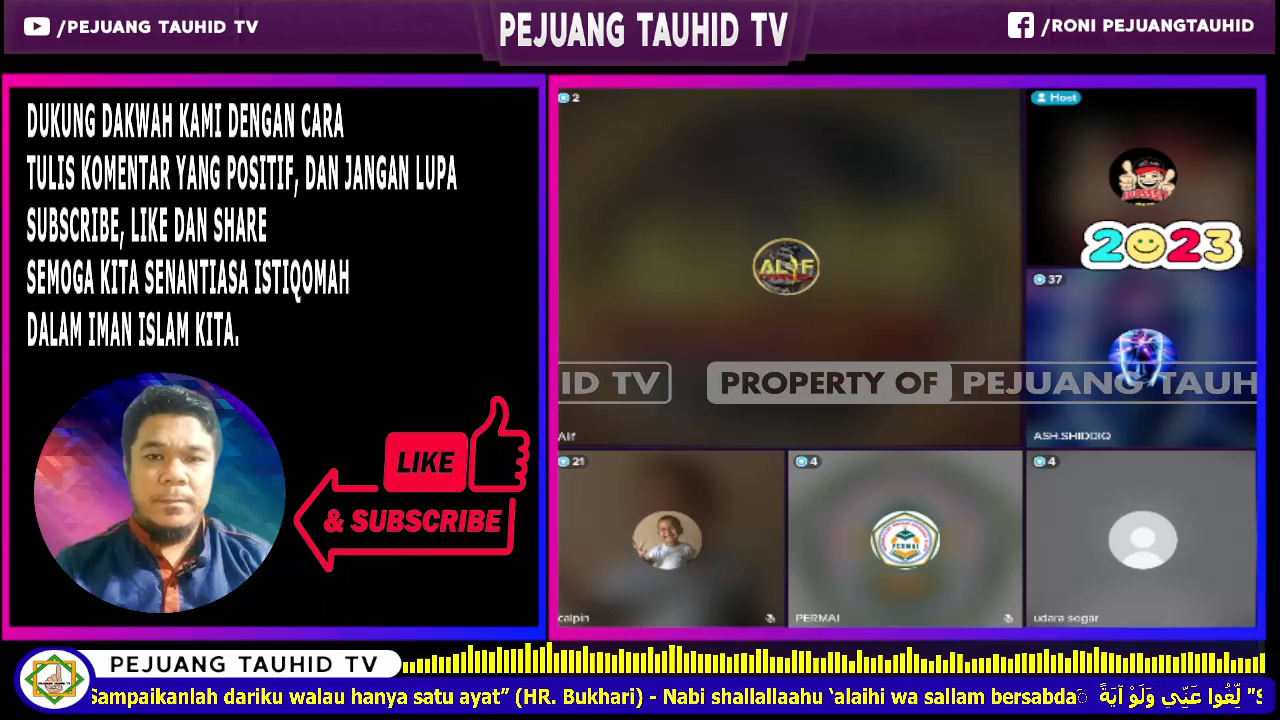 /PEJUANG TAUHID TV
PEJUANG TAUHID TV
/RONI PEJUANGTAUHID
DUKUNG DAKWAH KAMI DENGAN CARA
TULIS KOMENTAR YANG POSITIF, DAN JANGAN LUPA
SUBSCRIBE, LIKE DAN SHARE
SEMOGA KITA SENANTIASA ISTIQOMAH
DALAM IMAN ISLAM KITA.
LIKE
& SUBSCRIBE
2
Host
2023
ALIF
37
ID TV
PROPERTY OF PEJUANG TAUH
Alif
ASH.SHIDDIQ
21
4
4
PERMAI
calpin
PERMAI
udara segar
PEJUANG TAUHID TV
Sampaikanlah dariku walau hanya satu ayat” (HR. Bukhari) - Nabi shallallaahu ‘alaihi wa sallam bersabda لِّغُوا عَنِّي وَلَوْ آيَةً "S